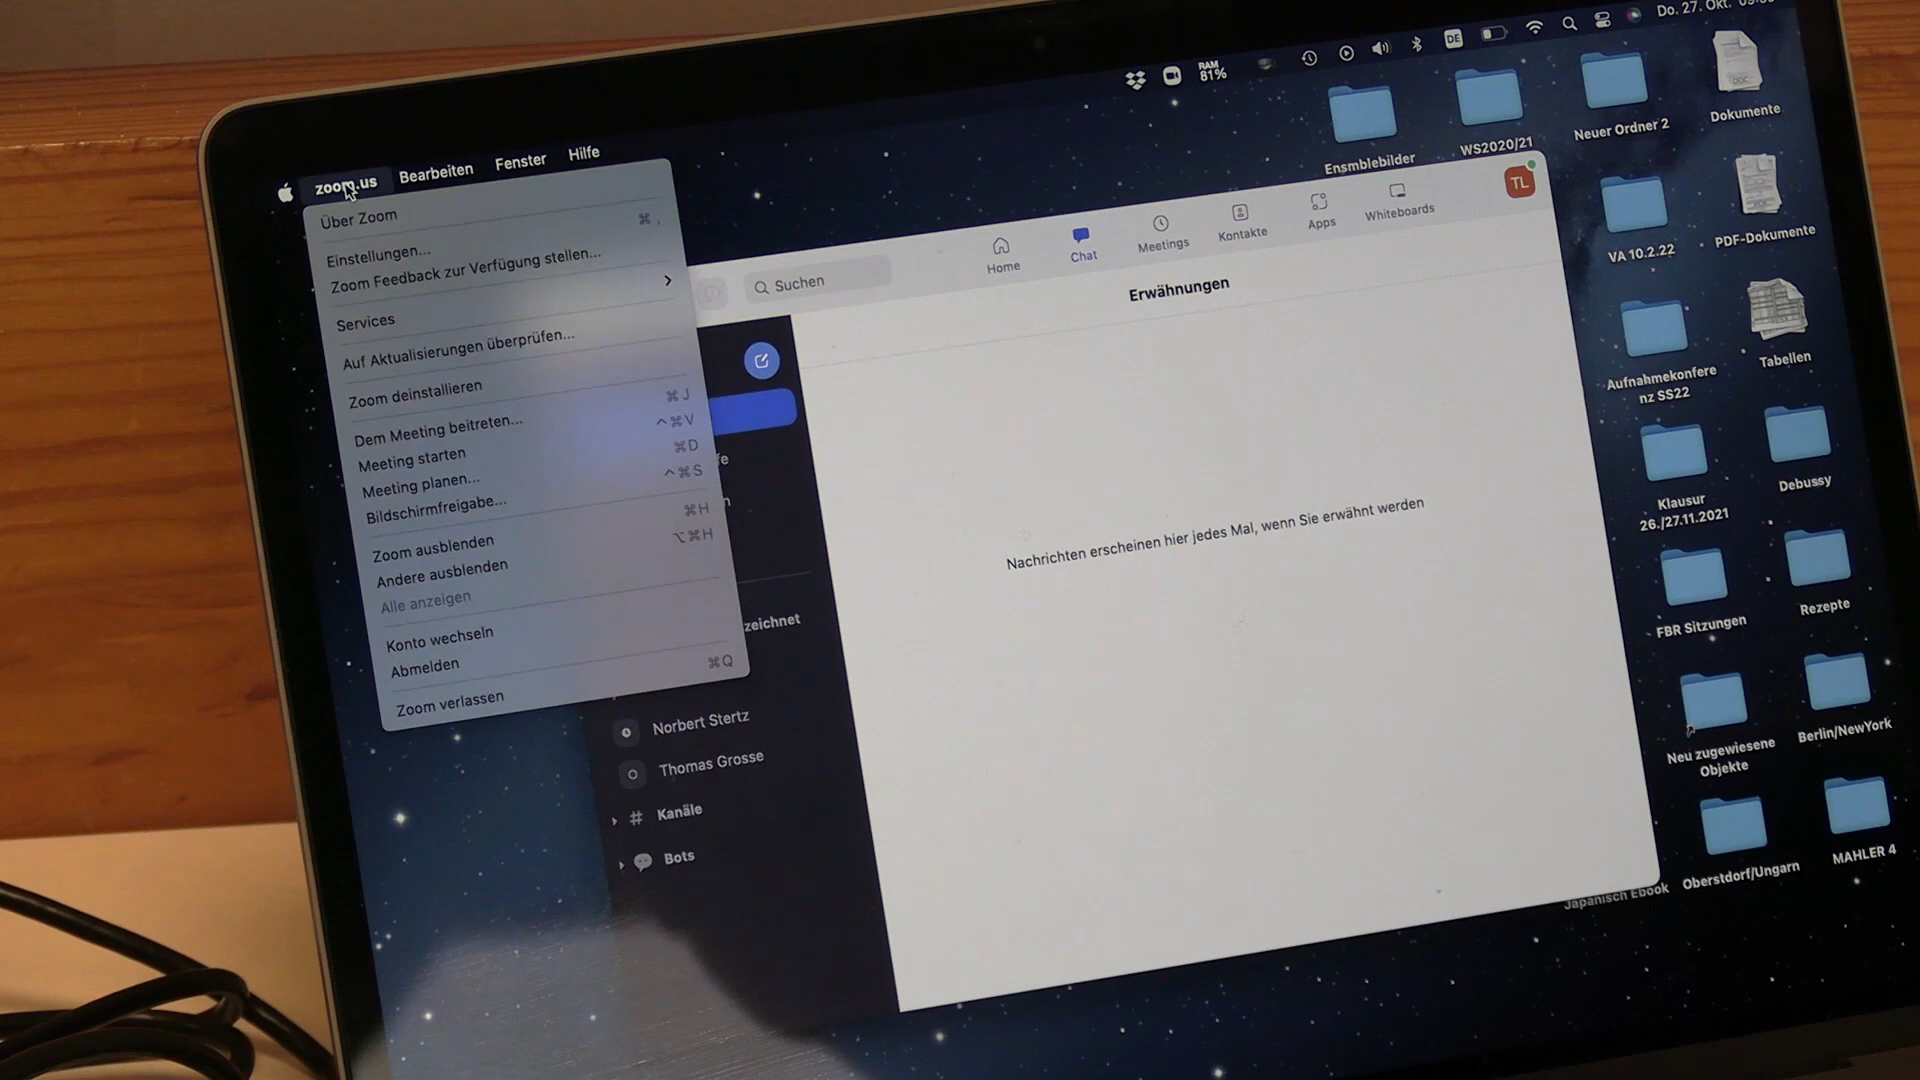 zoom.us Bearbeiten Fenster Hilfe
RAM
81%
DE
Do. 27. Okt.
Über Zoom
⌘ ,
Einstellungen...
Zoom Feedback zur Verfügung stellen...
Services
Auf Aktualisierungen überprüfen...
Zoom deinstallieren
Dem Meeting beitreten... ⌘J
Meeting starten ^⌘V
Meeting planen... ⌘D
Bildschirmfreigabe... ^⌘S
Zoom ausblenden ⌘H
Andere ausblenden ⌥⌘H
Alle anzeigen
Konto wechseln
Abmelden
Zoom verlassen ⌘Q
Suchen
Home
Chat
Meetings
Kontakte
Apps
Whiteboards
TL
Erwähnungen
Nachrichten erscheinen hier jedes Mal, wenn Sie erwähnt werden
fe
n
zeichnet
Norbert Stertz
Thomas Grosse
# Kanäle
Bots
Ensmblebilder
WS2020/21
Neuer Ordner 2
DOC
Dokumente
VA 10.2.22
PDF-Dokumente
Aufnahmekonfere
nz SS22
Tabellen
Klausur
26./27.11.2021
Debussy
FBR Sitzungen
Rezepte
Neu zugewiesene
Objekte
Berlin/NewYork
Japanisch Ebook
Oberstdorf/Ungarn
MAHLER 4